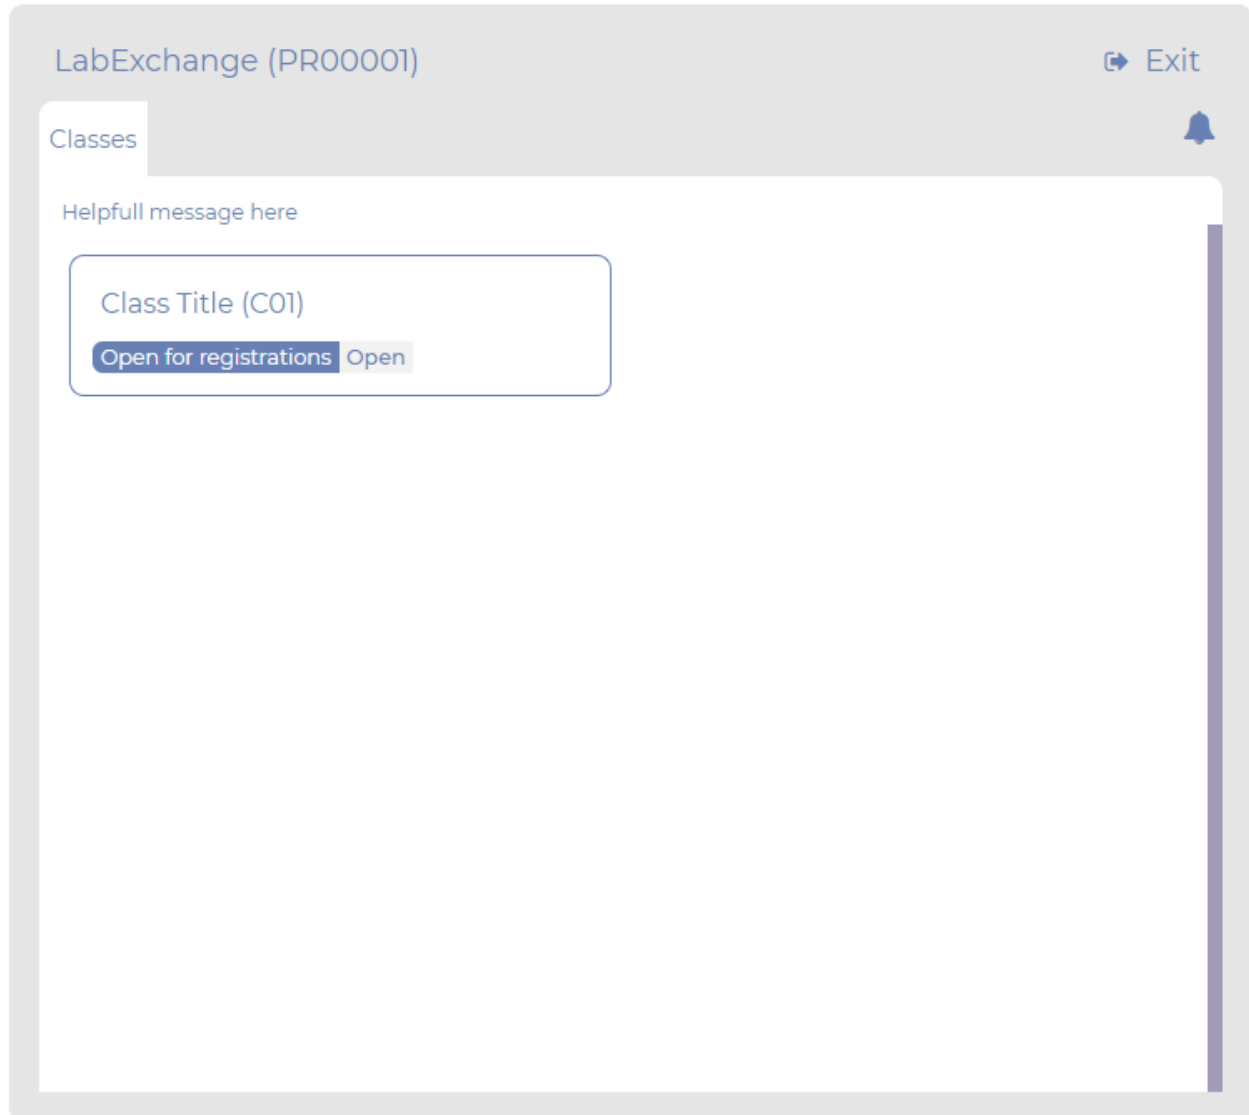 LabExchange (PR00001)
Exit
Classes
Helpfull message here
Class Title (C01)
Open for registrations Open